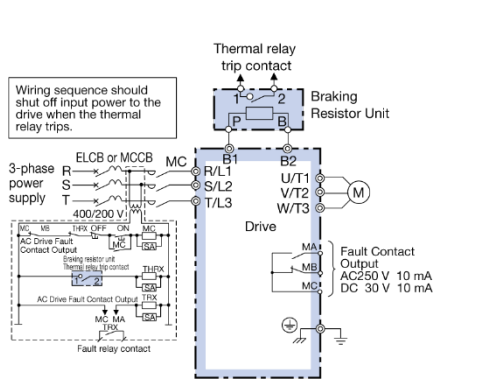 Thermal relay
trip contact
Wiring sequence should
shut off input power to the
drive when the thermal
relay trips.
1 2
Braking
Resistor Unit
P B
ELCB or MCCB
MC
B1 B2
3-phase
power
supply
R
S
T
R/L1
S/L2
T/L3
U/T1
V/T2
W/T3
M
400/200 V
Drive
MC MB THRX OFF ON MC
MC
SA
AC Drive Fault
Contact Output
Braking resistor unit
Thermal relay trip contact
1 2
THRX
SA
AC Drive Fault Contact Output
TRX
SA
MC MA
TRX
Fault relay contact
MA
MB
MC
Fault Contact
Output
AC250 V 10 mA
DC 30 V 10 mA